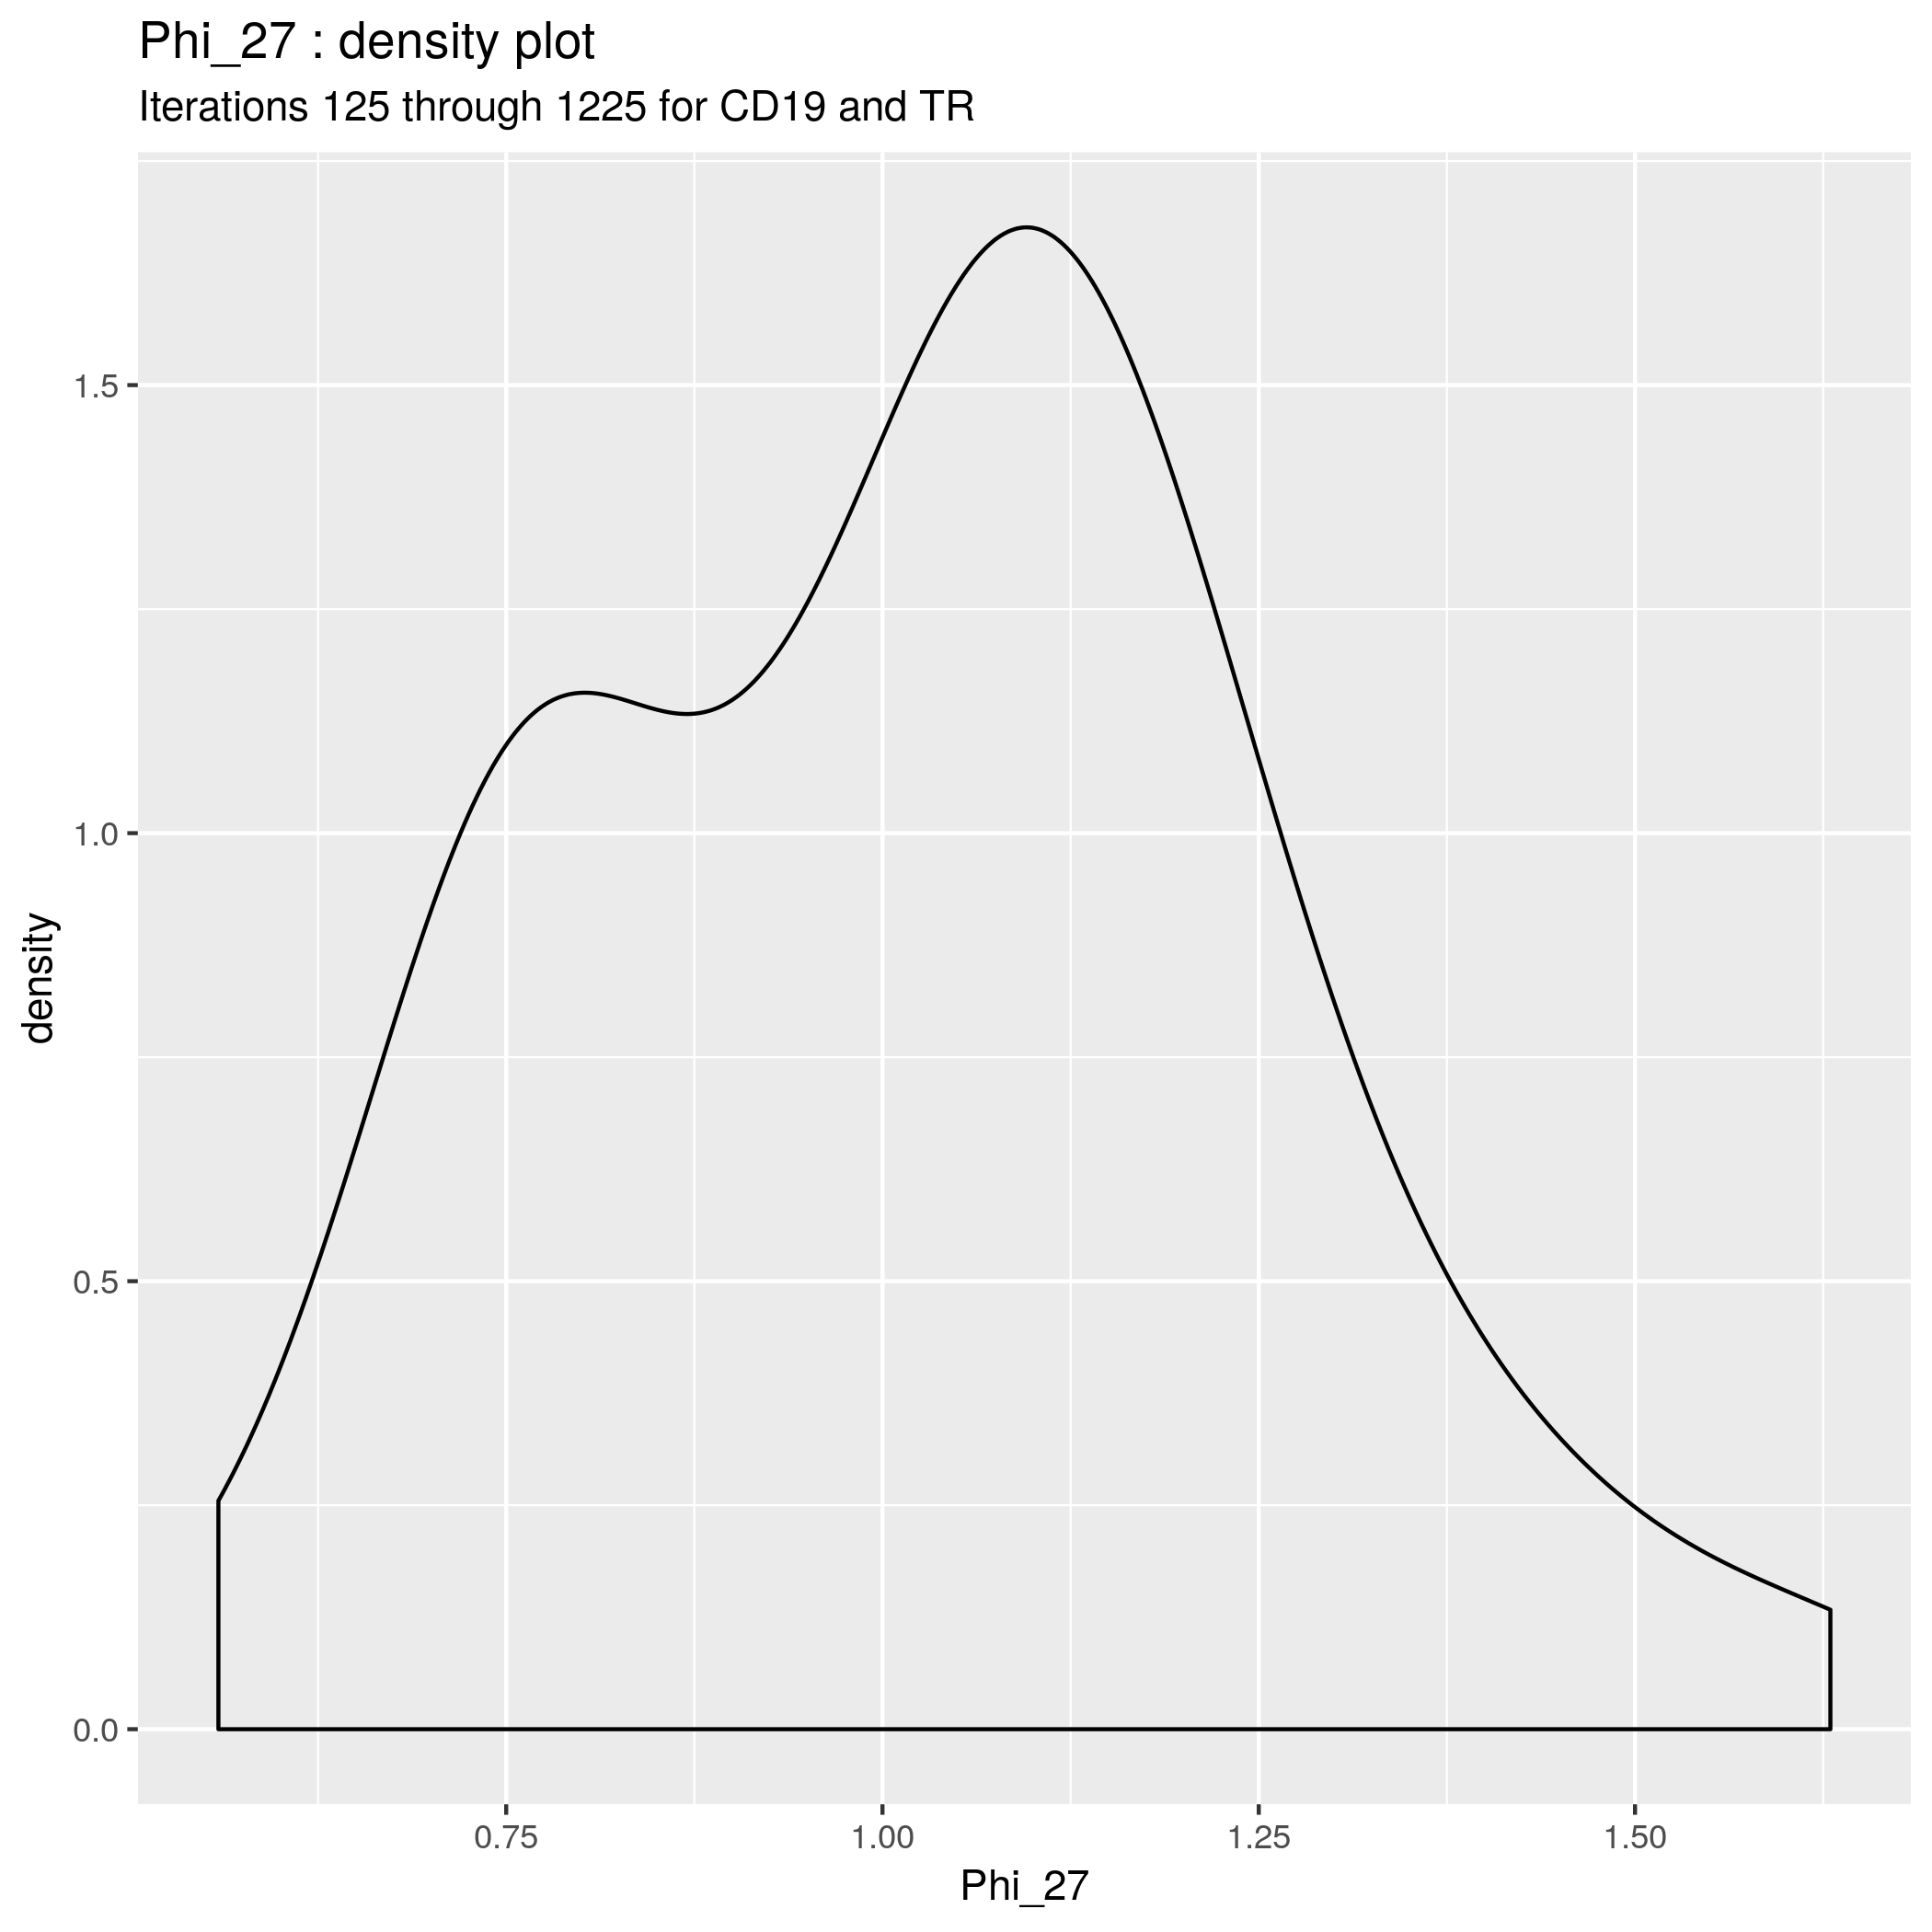 Phi_27 : density plot
Iterations 125 through 1225 for CD19 and TR
density
1.5
1.0
0.5
0.0
0.75 1.00 1.25 1.50
Phi_27